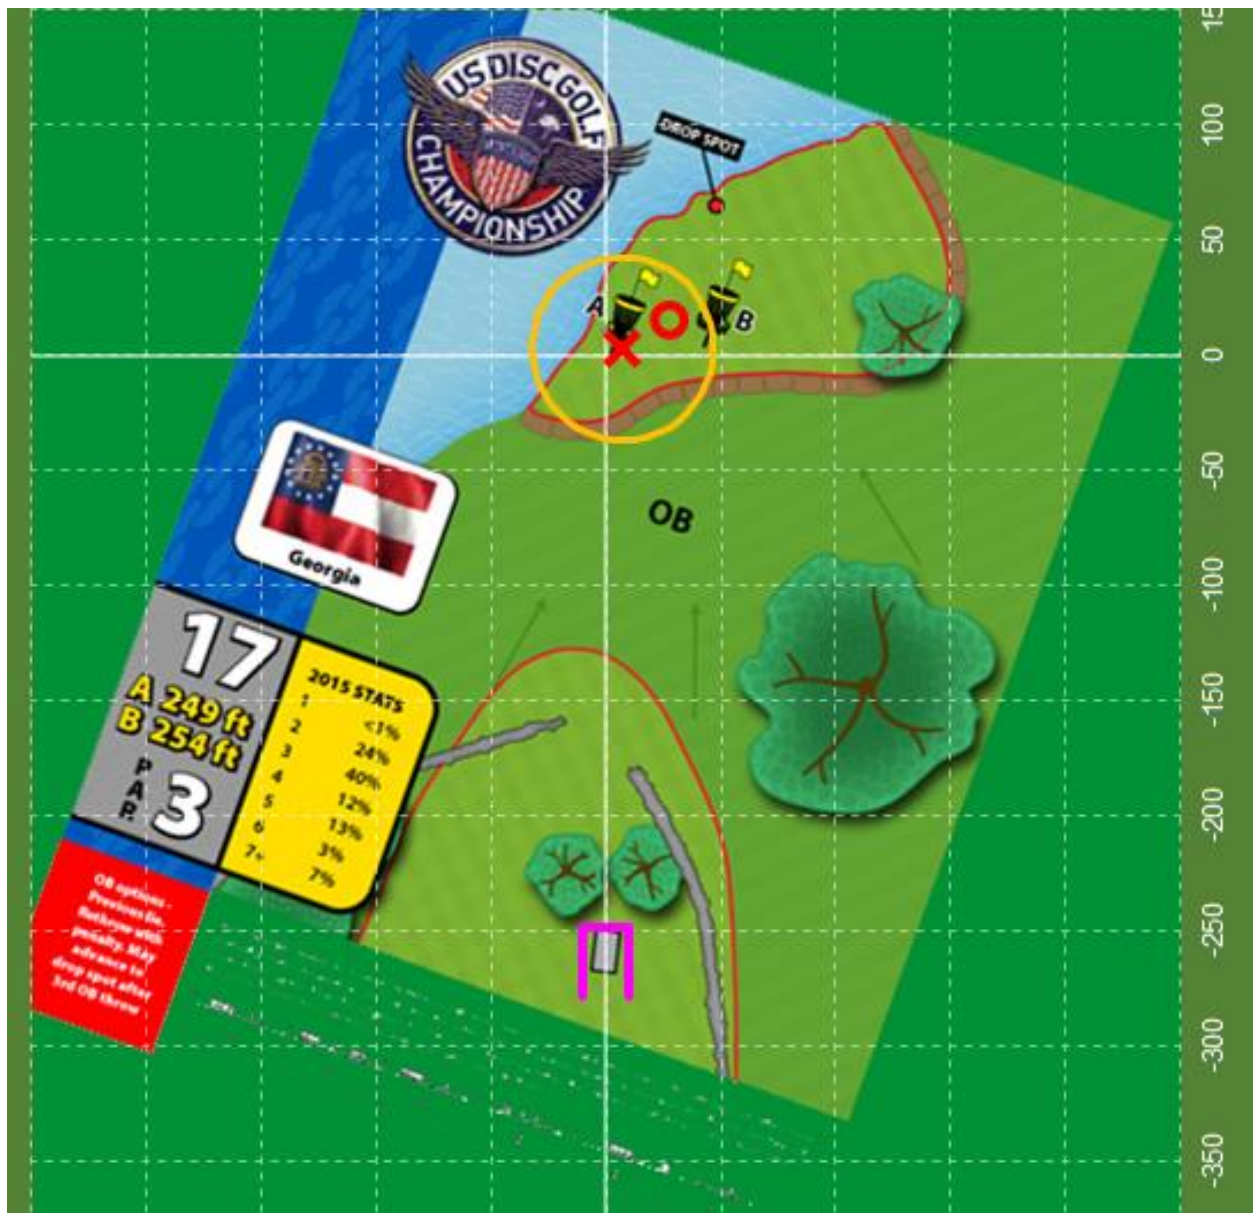 US DISC GOLF
CHAMPIONSHIP
DROP SPOT
A
B
OB
Georgia
17
A 249 ft
B 254 ft
PAR
3
2015 STATS
1 <1%
2 24%
3 40%
4 12%
5 13%
6 3%
7+ 7%
OB options -
Previous lie.
Rethrow with
penalty. May
advance to
drop spot after
3rd OB throw
100
50
0
-50
-100
-150
-200
-250
-300
-350